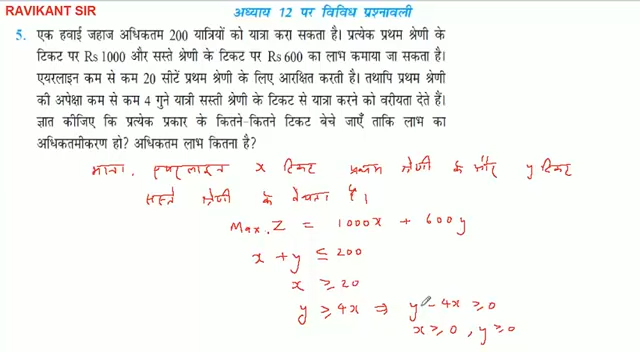 RAVIKANT SIR
अध्याय 12 पर विविध प्रश्नावली
5. एक हवाई जहाज अधिकतम 200 यात्रियों को यात्रा करा सकता है। प्रत्येक प्रथम श्रेणी के
टिकट पर Rs 1000 और सस्ते श्रेणी के टिकट पर Rs 600 का लाभ कमाया जा सकता है।
एयरलाइन कम से कम 20 सीटें प्रथम श्रेणी के लिए आरक्षित करती है। तथापि प्रथम श्रेणी
की अपेक्षा कम से कम 4 गुने यात्री सस्ती श्रेणी के टिकट से यात्रा करने को वरीयता देते हैं।
ज्ञात कीजिए कि प्रत्येक प्रकार के कितने-कितने टिकट बेचे जाएँ ताकि लाभ का
अधिकतमीकरण हो? अधिकतम लाभ कितना है?
माना एयरलाइन x टिकट प्रथम श्रेणी के और y टिकट
सस्ते श्रेणी के बेचता है।
Max. Z = 1000x + 600y
x + y ≤ 200
x ≥ 20
y ≥ 4x ⇒ y - 4x ≥ 0
x ≥ 0, y ≥ 0